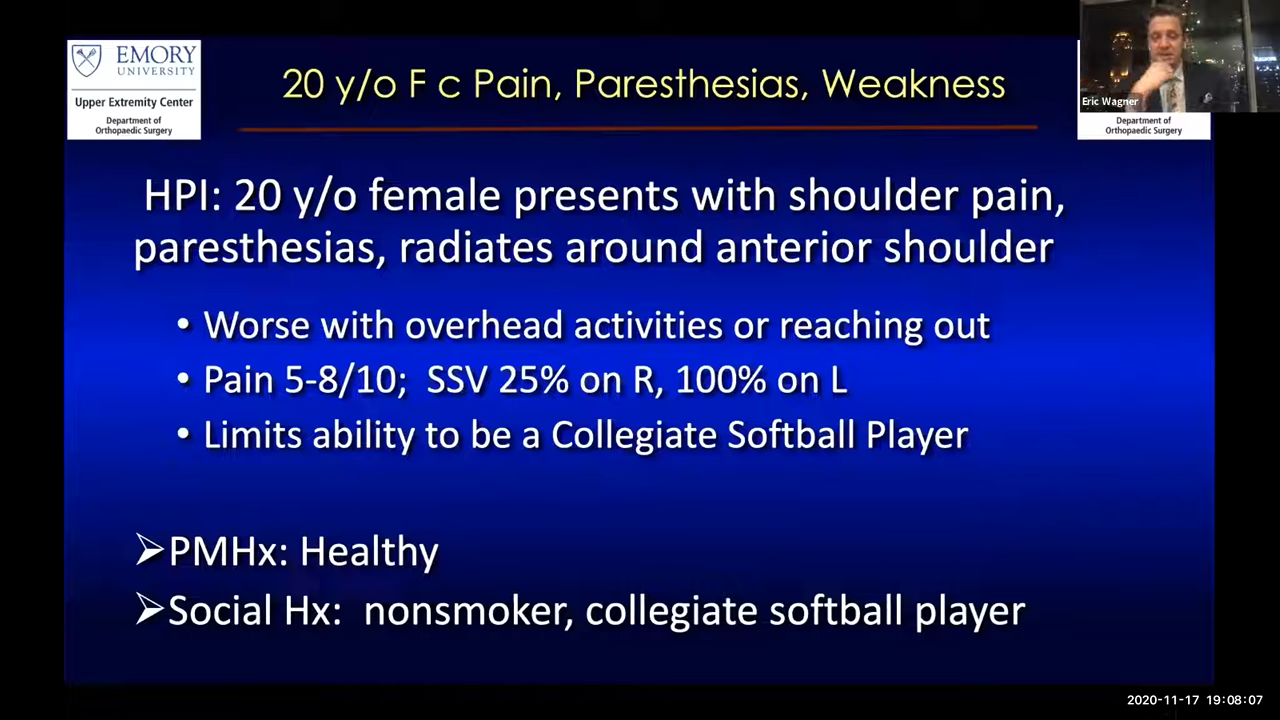 EMORY
UNIVERSITY
Upper Extremity Center
Department of
Orthopaedic Surgery
20 y/o F c Pain, Paresthesias, Weakness
Eric Wagner
Department of
Orthopaedic Surgery
HPI: 20 y/o female presents with shoulder pain,
paresthesias, radiates around anterior shoulder
• Worse with overhead activities or reaching out
• Pain 5-8/10; SSV 25% on R, 100% on L
• Limits ability to be a Collegiate Softball Player
➢PMHx: Healthy
➢Social Hx: nonsmoker, collegiate softball player
2020-11-17 19:08:07